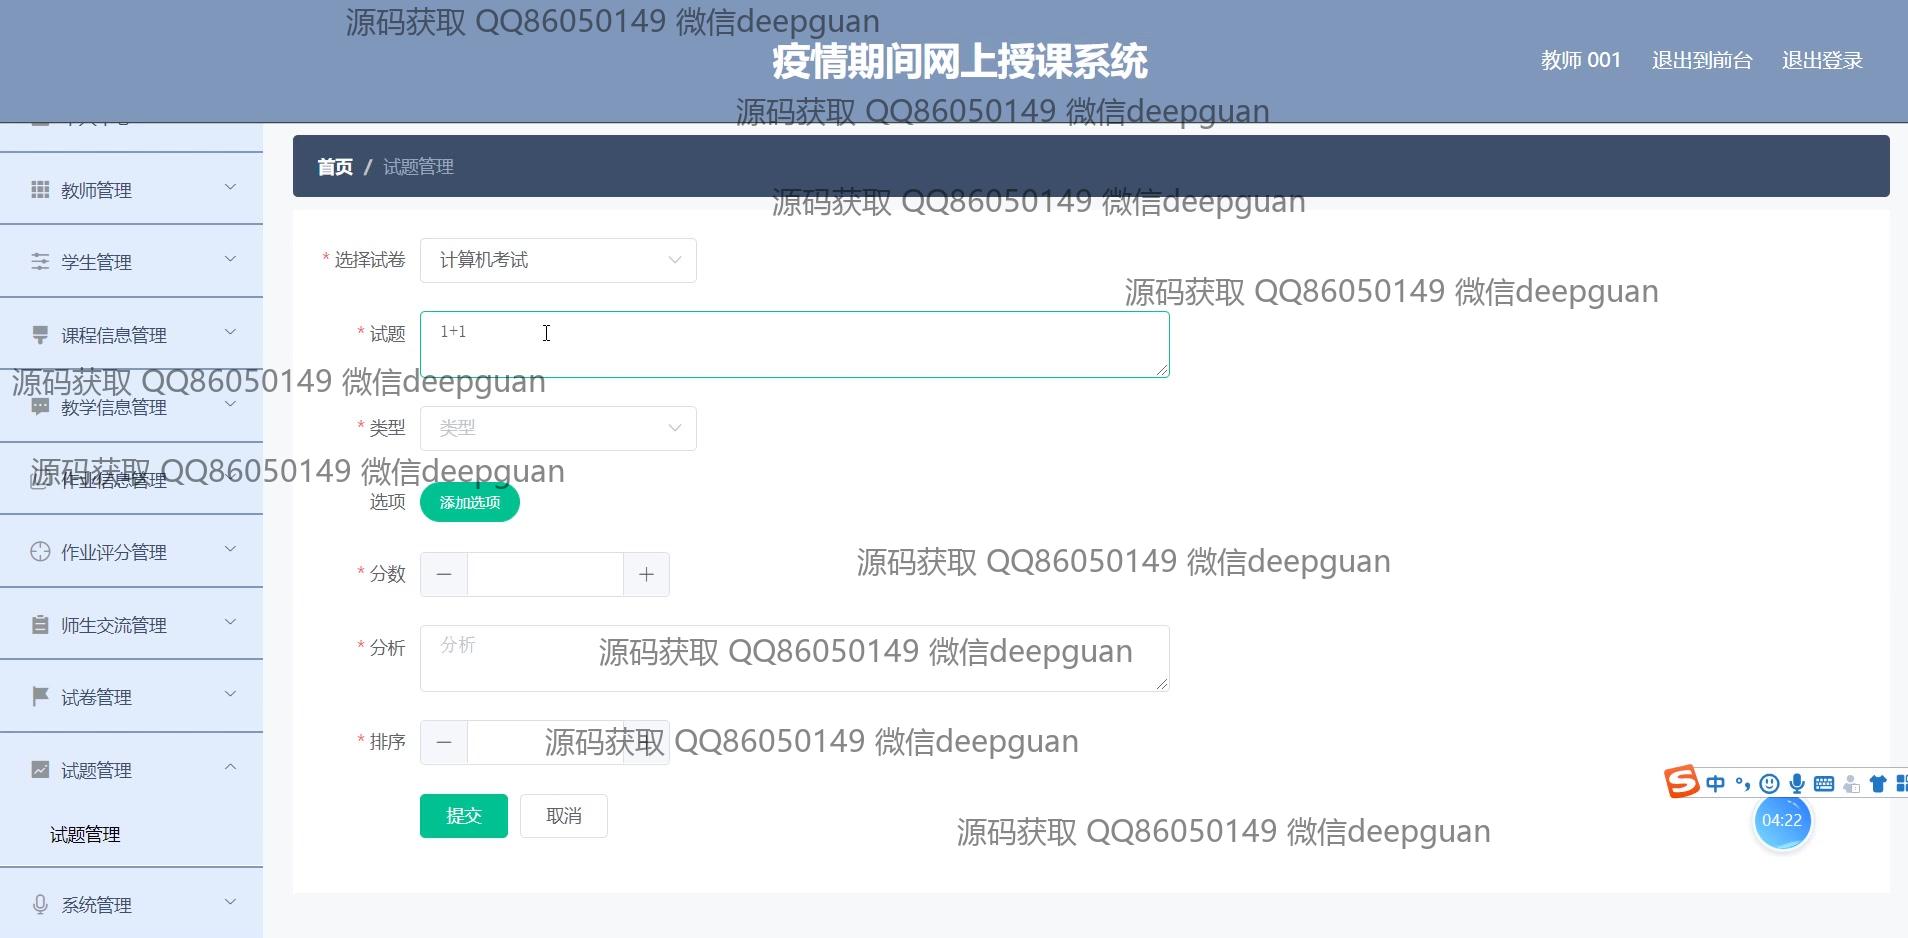 源码获取 QQ86050149 微信deepguan
疫情期间网上授课系统
教师 001
退出到前台
退出登录
源码获取 QQ86050149 微信deepguan
首页 / 试题管理
源码获取 QQ86050149 微信deepguan
教师管理
学生管理
课程信息管理
源码获取 QQ86050149 微信deepguan
教学信息管理
源码获取 QQ86050149 微信deepguan
作业信息管理
作业评分管理
师生交流管理
试卷管理
试题管理
试题管理
系统管理
* 选择试卷 计算机考试
源码获取 QQ86050149 微信deepguan
* 试题 1+1
* 类型 类型
选项 添加选项
源码获取 QQ86050149 微信deepguan
* 分数
* 分析 分析
源码获取 QQ86050149 微信deepguan
* 排序
源码获取 QQ86050149 微信deepguan
提交 取消
源码获取 QQ86050149 微信deepguan
中
04:22